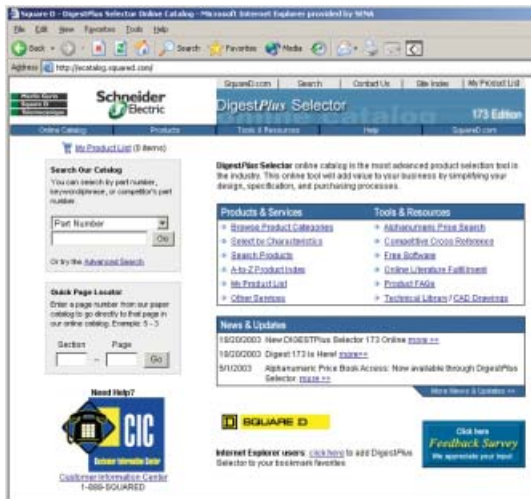 Square D - DigestPlus Selector Online Catalog - Microsoft Internet Explorer provided by SENA
File Edit View Favorites Tools Help
Back Search Favorites Media
Address http://ecatalog.squared.com/
SquareD.com Search Contact Us Site Index My Product List
Merlin Gerin
Square D
Telemecanique
Schneider Electric
DigestPlus Selector
173 Edition
Online Catalog Products Tools & Resources Help SquareD.com
My Product List (0 items)
Search Our Catalog
You can search by part number,
keyword/phrase, or competitor's part
number.
Part Number
Go
Or try the Advanced Search
Quick Page Locator
Enter a page number from our paper
catalog to go directly to that page in
our online catalog. Example: 5 - 3
Section Page
- Go
Need Help?
CIC
Customer Information Center
Customer Information Center
1-888-SQUARED
DigestPlus Selector online catalog is the most advanced product selection tool in
the industry. This online tool will add value to your business by simplifying your
design, specification, and purchasing processes.
Products & Services
Browse Product Categories
Select by Characteristics
Search Products
A-to-Z Product Index
My Product List
Other Services
Tools & Resources
Alphanumeric Price Search
Competitive Cross Reference
Free Software
Online Literature Fulfillment
Product FAQs
Technical Library / CAD Drawings
News & Updates
10/20/2003 New DIGESTPlus Selector 173 Online more >>
10/20/2003 Digest 173 is Here! more>>
5/1/2003 Alphanumeric Price Book Access: Now available through DigestPlus
Selector more >>
More News & Updates >>
SQUARE D
Internet Explorer users: click here to add DigestPlus
Selector to your bookmark favorites
Click here
Feedback Survey
We appreciate your input